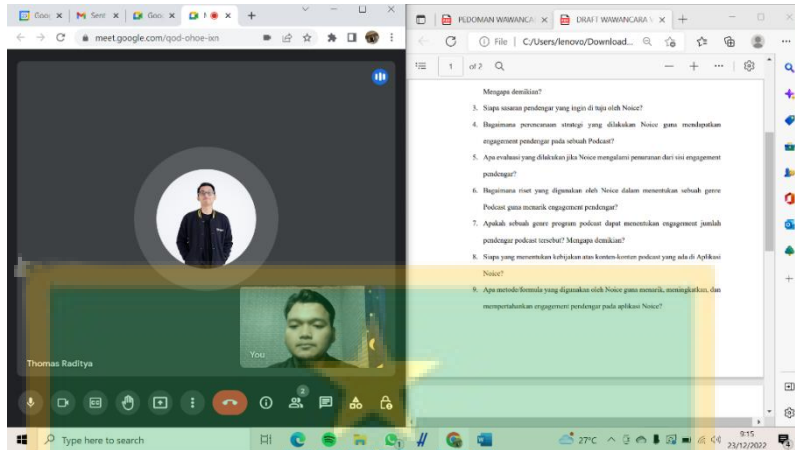 meet.google.com/qod-ohoe-ixn
Thomas Raditya
You
2
Type here to search
PEDOMAN WAWANCA
DRAFT WAWANCARA
File
C:/Users/lenovo/Download...
1 of 2
Mengapa demikian?
3. Siapa sasaran pendengar yang ingin di tuju oleh Noice?
4. Bagaimana perencanaan strategi yang dilakukan Noice guna mendapatkan
engagement pendengar pada sebuah Podcast?
5. Apa evaluasi yang dilakukan jika Noice mengalami penurunan dari sisi engagement
pendengar?
6. Bagaimana riset yang digunakan oleh Noice dalam menentukan sebuah genre
Podcast guna menarik engagement pendengar?
7. Apakah sebuah genre program podcast dapat menentukan engagement jumlah
pendengar podcast tersebut? Mengapa demikian?
8. Siapa yang menentukan kebijakan atas konten-konten podcast yang ada di Aplikasi
Noice?
9. Apa metode/formula yang digunakan oleh Noice guna menarik, meningkatkan, dan
mempertahankan engagement pendengar pada aplikasi Noice?
27°C
9:15
23/12/2022